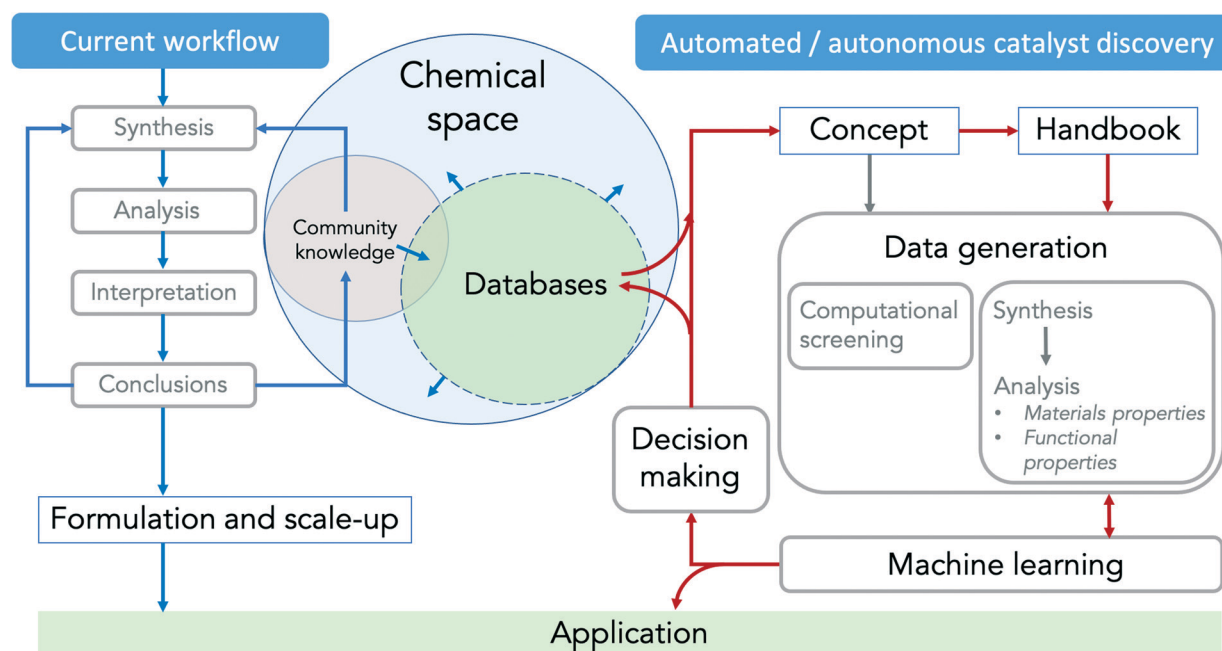 Current workflow
Synthesis
Analysis
Interpretation
Conclusions
Formulation and scale-up
Chemical
space
Community
knowledge
Databases
Automated / autonomous catalyst discovery
Concept
Handbook
Data generation
Computational
screening
Synthesis
Analysis
• Materials properties
• Functional
properties
Decision
making
Machine learning
Application